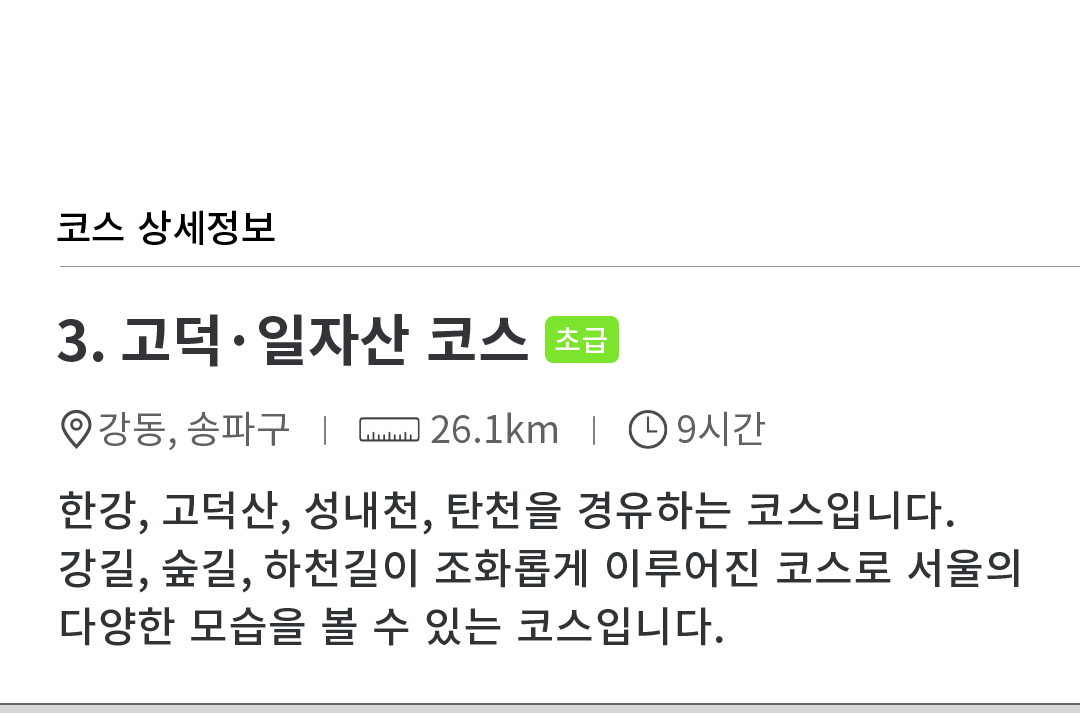 코스 상세정보
3. 고덕·일자산 코스 초급
강동, 송파구 | 26.1km | 9시간
한강, 고덕산, 성내천, 탄천을 경유하는 코스입니다.
강길, 숲길, 하천길이 조화롭게 이루어진 코스로 서울의
다양한 모습을 볼 수 있는 코스입니다.